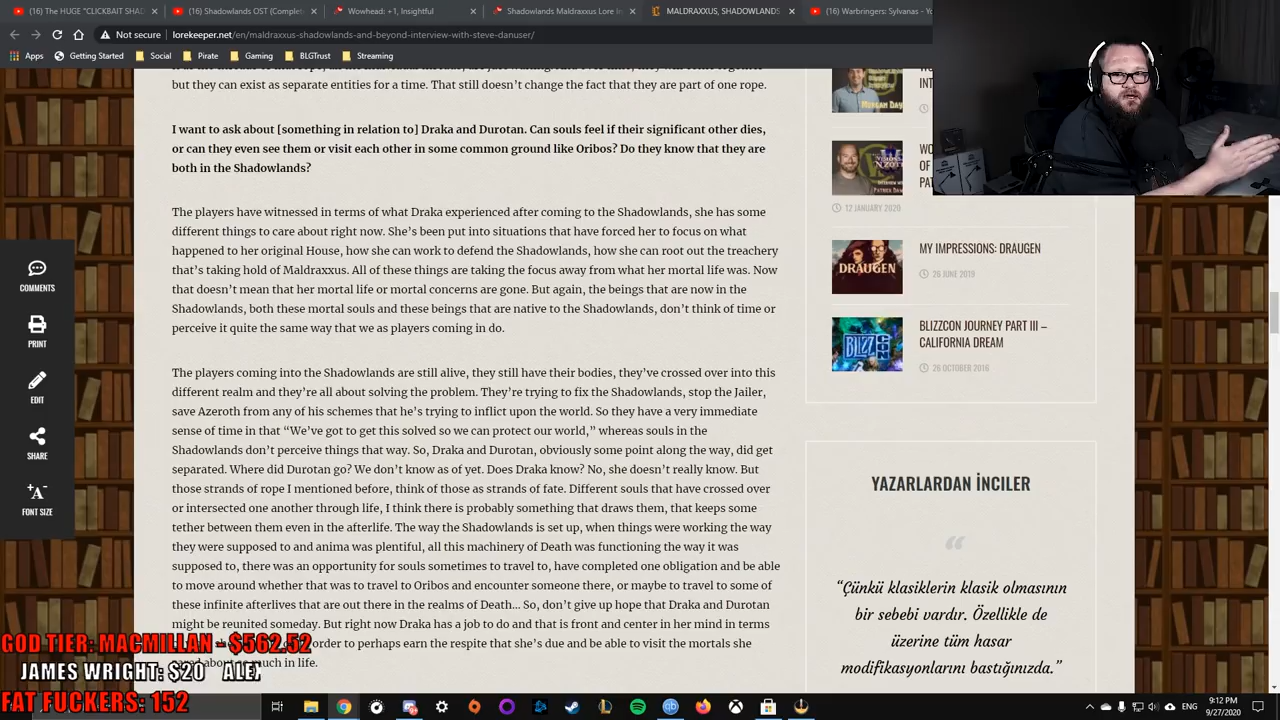 (16) The HUGE "CLICKBAIT SHAD
(16) Shadowlands OST (Complete
Wowhead: +1, Insightful
Shadowlands Maldraxxus Lore In
MALDRAXXUS, SHADOWLANDS
(16) Warbringers: Sylvanas - Yo
Not secure
lorekeeper.net/en/maldraxxus-shadowlands-and-beyond-interview-with-steve-danuser/
Apps
Getting Started
Social
Pirate
Gaming
BLGTrust
Streaming
but they can exist as separate entities for a time. That still doesn't change the fact that they are part of one rope.
I want to ask about [something in relation to] Draka and Durotan. Can souls feel if their significant other dies,
or can they even see them or visit each other in some common ground like Oribos? Do they know that they are
both in the Shadowlands?
The players have witnessed in terms of what Draka experienced after coming to the Shadowlands, she has some
different things to care about right now. She's been put into situations that have forced her to focus on what
happened to her original House, how she can work to defend the Shadowlands, how she can root out the treachery
that's taking hold of Maldraxxus. All of these things are taking the focus away from what her mortal life was. Now
that doesn't mean that her mortal life or mortal concerns are gone. But again, the beings that are now in the
Shadowlands, both these mortal souls and these beings that are native to the Shadowlands, don't think of time or
perceive it quite the same way that we as players coming in do.
The players coming into the Shadowlands are still alive, they still have their bodies, they've crossed over into this
different realm and they're all about solving the problem. They're trying to fix the Shadowlands, stop the Jailer,
save Azeroth from any of his schemes that he's trying to inflict upon the world. So they have a very immediate
sense of time in that “We've got to get this solved so we can protect our world,” whereas souls in the
Shadowlands don't perceive things that way. So, Draka and Durotan, obviously some point along the way, did get
separated. Where did Durotan go? We don't know as of yet. Does Draka know? No, she doesn't really know. But
those strands of rope I mentioned before, think of those as strands of fate. Different souls that have crossed over
or intersected one another through life, I think there is probably something that draws them, that keeps some
tether between them even in the afterlife. The way the Shadowlands is set up, when things were working the way
they were supposed to and anima was plentiful, all this machinery of Death was functioning the way it was
supposed to, there was an opportunity for souls sometimes to travel to, have completed one obligation and be able
to move around whether that was to travel to Oribos and encounter someone there, or maybe to travel to some of
these infinite afterlives that are out there in the realms of Death... So, don't give up hope that Draka and Durotan
might be reunited someday. But right now Draka has a job to do and that is front and center in her mind in terms
order to perhaps earn the respite that she's due and be able to visit the mortals she
much in life.
COMMENTS
PRINT
EDIT
SHARE
FONT SIZE
12 JANUARY 2020
MY IMPRESSIONS: DRAUGEN
26 JUNE 2019
DRAUGEN
BLIZZCON JOURNEY PART III –
CALIFORNIA DREAM
26 OCTOBER 2016
YAZARLARDAN İNCİLER
“Çünkü klasiklerin klasik olmasının
bir sebebi vardır. Özellikle de
üzerine tüm hasar
modifikasyonlarını bastığınızda.”
GOD TIER: MACMILLAN - $562.52
JAMES WRIGHT: $20 ALEX
FAT FUCKERS: 152
ENG
9:12 PM
9/27/2020